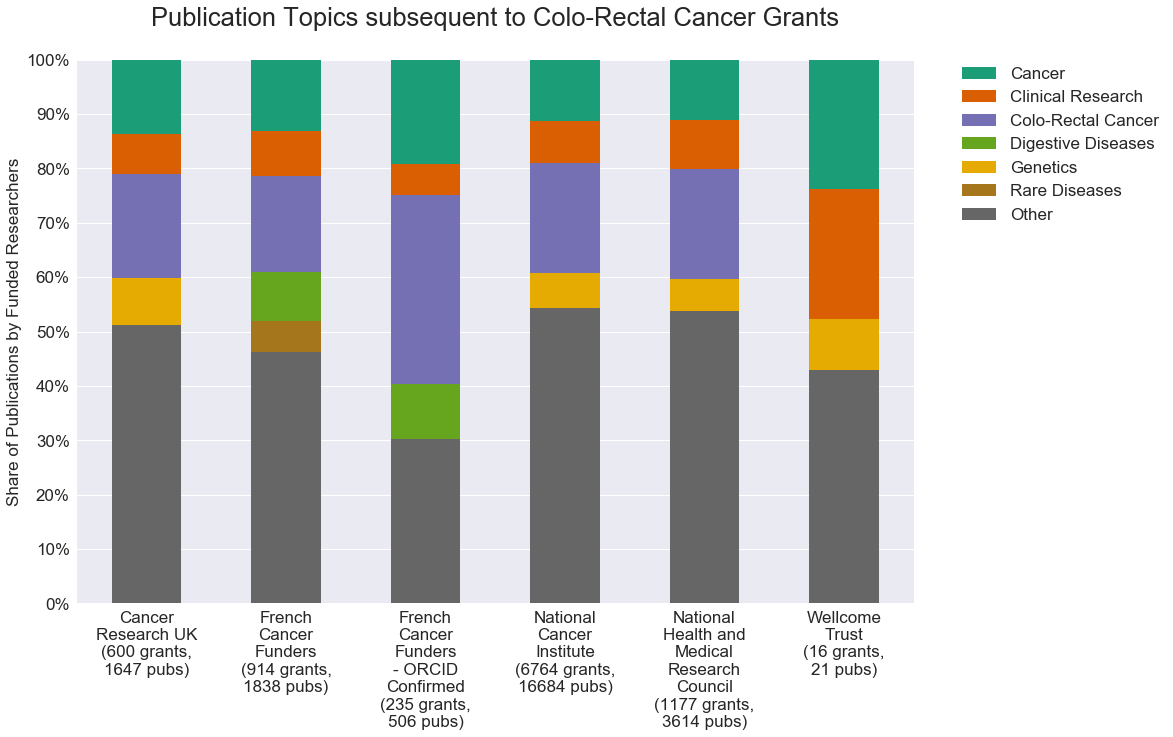 Publication Topics subsequent to Colo-Rectal Cancer Grants
Share of Publications by Funded Researchers
100%
90%
80%
70%
60%
50%
40%
30%
20%
10%
0%
Cancer
Research UK
(600 grants,
1647 pubs)
French
Cancer
Funders
(914 grants,
1838 pubs)
French
Cancer
Funders
- ORCID
Confirmed
(235 grants,
506 pubs)
National
Cancer
Institute
(6764 grants,
16684 pubs)
National
Health and
Medical
Research
Council
(1177 grants,
3614 pubs)
Wellcome
Trust
(16 grants,
21 pubs)
Cancer
Clinical Research
Colo-Rectal Cancer
Digestive Diseases
Genetics
Rare Diseases
Other